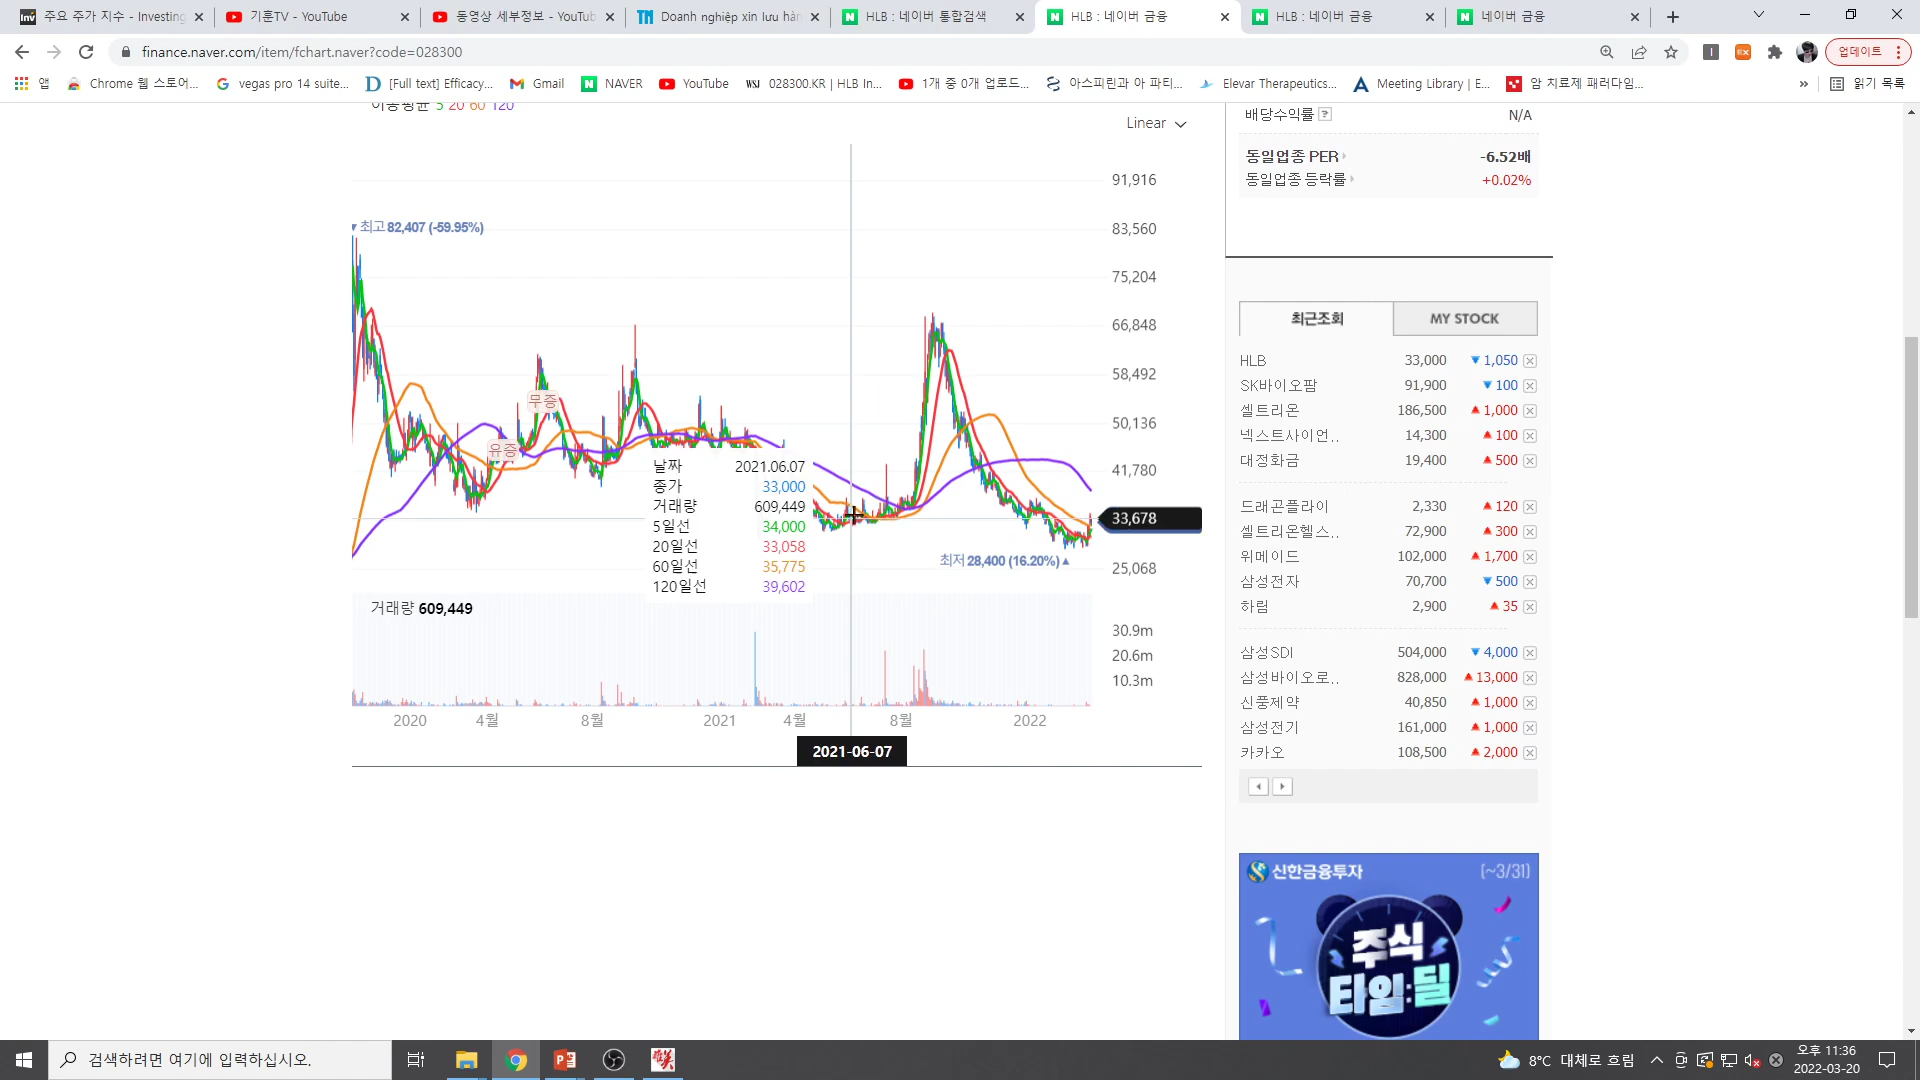 주요 주가 지수 - Investing
기훈TV - YouTube
동영상 세부정보 - YouTub
Doanh nghiệp xin lưu hàn
HLB : 네이버 통합검색
HLB : 네이버 금융
HLB : 네이버 금융
네이버 금융
finance.naver.com/item/fchart.naver?code=028300
업데이트
앱
Chrome 웹 스토어...
vegas pro 14 suite...
[Full text] Efficacy...
Gmail
NAVER
YouTube
WSJ 028300.KR | HLB In...
1개 중 0개 업로드...
아스피린과 아 파티...
Elevar Therapeutics...
Meeting Library | E...
암 치료제 패러다임...
»
읽기 목록
이동평균 5 20 60 120
Linear
91,916
83,560
75,204
66,848
58,492
50,136
41,780
33,678
25,068
최고 82,407 (-59.95%)
무증
유증
날짜 2021.06.07
종가 33,000
거래량 609,449
5일선 34,000
20일선 33,058
60일선 35,775
120일선 39,602
최저 28,400 (16.20%)
거래량 609,449
30.9m
20.6m
10.3m
2020 4월 8월 2021 4월 8월 2022
2021-06-07
배당수익률 ? N/A
동일업종 PER -6.52배
동일업종 등락률 +0.02%
최근조회 MY STOCK
HLB 33,000 ▼ 1,050
SK바이오팜 91,900 ▼ 100
셀트리온 186,500 ▲ 1,000
넥스트사이언.. 14,300 ▲ 100
대정화금 19,400 ▲ 500
드래곤플라이 2,330 ▲ 120
셀트리온헬스.. 72,900 ▲ 300
위메이드 102,000 ▲ 1,700
삼성전자 70,700 ▼ 500
하림 2,900 ▲ 35
삼성SDI 504,000 ▼ 4,000
삼성바이오로.. 828,000 ▲ 13,000
신풍제약 40,850 ▲ 1,000
삼성전기 161,000 ▲ 1,000
카카오 108,500 ▲ 2,000
신한금융투자 (~3/31)
주식
타임:딜
검색하려면 여기에 입력하십시오.
8°C 대체로 흐림
오후 11:36
2022-03-20